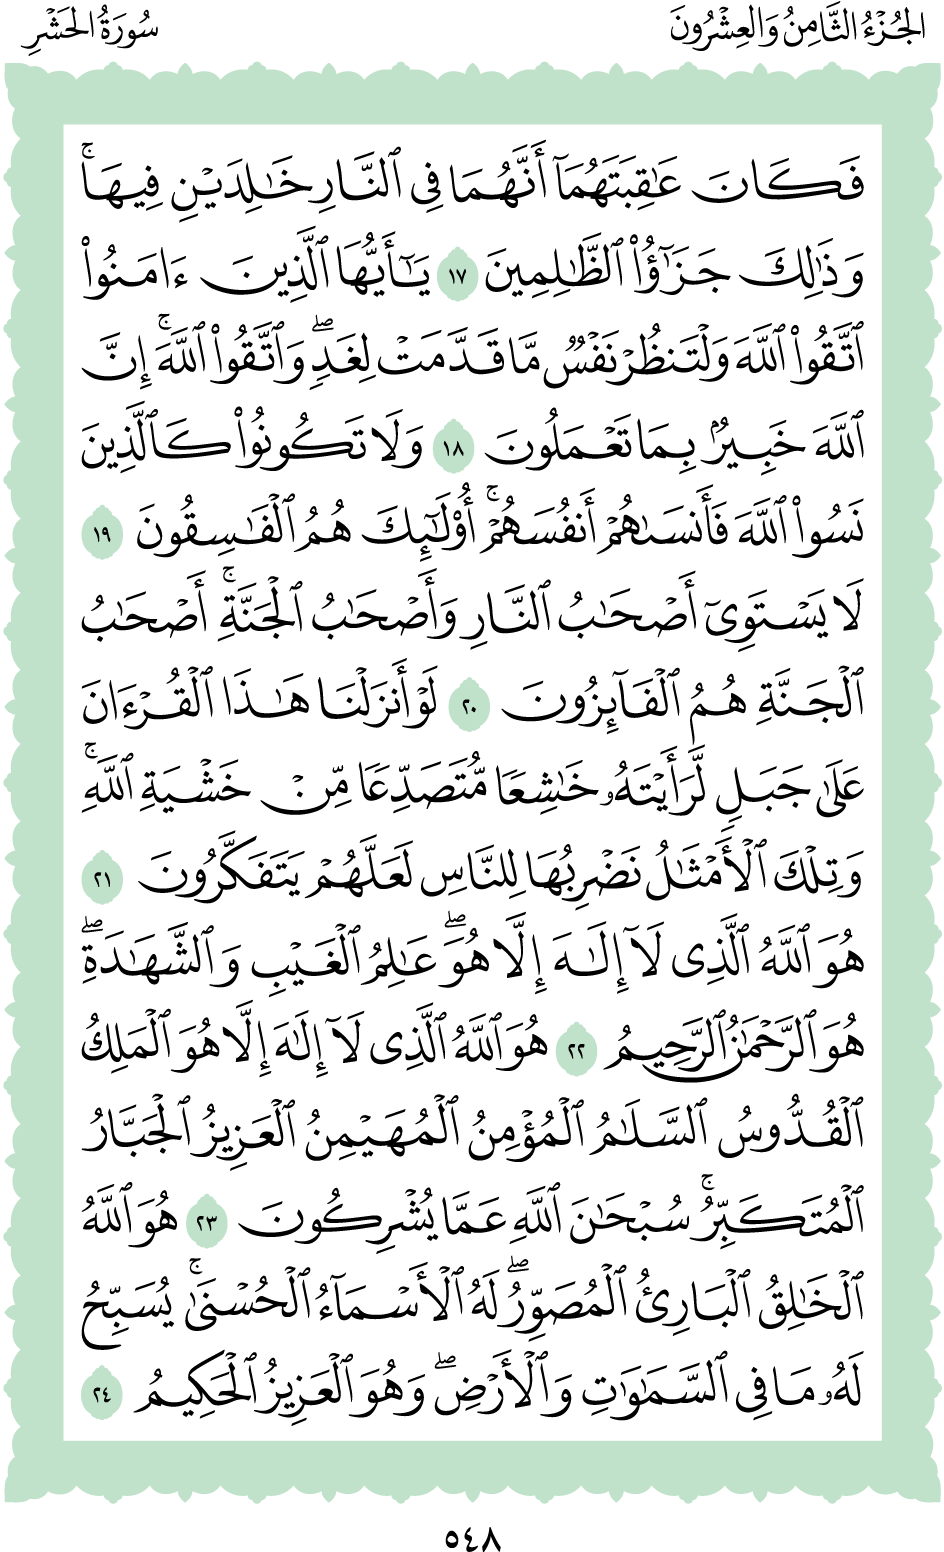 الجُزْءُ الثَّامِنُ وَالعِشْرُونَ
سُورَةُ الحَشْرِ
فَكَانَ عَٰقِبَتَهُمَآ أَنَّهُمَا فِى ٱلنَّارِ خَٰلِدَيْنِ فِيهَاۚ
وَذَٰلِكَ جَزَٰٓؤُا۟ ٱلظَّٰلِمِينَ ١٧ يَٰٓأَيُّهَا ٱلَّذِينَ ءَامَنُوا۟
ٱتَّقُوا۟ ٱللَّهَ وَلْتَنظُرْ نَفْسٌ مَّا قَدَّمَتْ لِغَدٍۖ وَٱتَّقُوا۟ ٱللَّهَۚ إِنَّ
ٱللَّهَ خَبِيرٌۢ بِمَا تَعْمَلُونَ ١٨ وَلَا تَكُونُوا۟ كَٱلَّذِينَ
نَسُوا۟ ٱللَّهَ فَأَنسَىٰهُمْ أَنفُسَهُمْۚ أُو۟لَٰٓئِكَ هُمُ ٱلْفَٰسِقُونَ ١٩
لَا يَسْتَوِىٓ أَصْحَٰبُ ٱلنَّارِ وَأَصْحَٰبُ ٱلْجَنَّةِۚ أَصْحَٰبُ
ٱلْجَنَّةِ هُمُ ٱلْفَآئِزُونَ ٢٠ لَوْ أَنزَلْنَا هَٰذَا ٱلْقُرْءَانَ
عَلَىٰ جَبَلٍ لَّرَأَيْتَهُۥ خَٰشِعًا مُّتَصَدِّعًا مِّنْ خَشْيَةِ ٱللَّهِۚ
وَتِلْكَ ٱلْأَمْثَٰلُ نَضْرِبُهَا لِلنَّاسِ لَعَلَّهُمْ يَتَفَكَّرُونَ ٢١
هُوَ ٱللَّهُ ٱلَّذِى لَآ إِلَٰهَ إِلَّا هُوَۖ عَٰلِمُ ٱلْغَيْبِ وَٱلشَّهَٰدَةِۖ
هُوَ ٱلرَّحْمَٰنُ ٱلرَّحِيمُ ٢٢ هُوَ ٱللَّهُ ٱلَّذِى لَآ إِلَٰهَ إِلَّا هُوَ ٱلْمَلِكُ
ٱلْقُدُّوسُ ٱلسَّلَٰمُ ٱلْمُؤْمِنُ ٱلْمُهَيْمِنُ ٱلْعَزِيزُ ٱلْجَبَّارُ
ٱلْمُتَكَبِّرُۚ سُبْحَٰنَ ٱللَّهِ عَمَّا يُشْرِكُونَ ٢٣ هُوَ ٱللَّهُ
ٱلْخَٰلِقُ ٱلْبَارِئُ ٱلْمُصَوِّرُۖ لَهُ ٱلْأَسْمَآءُ ٱلْحُسْنَىٰۚ يُسَبِّحُ
لَهُۥ مَا فِى ٱلسَّمَٰوَٰتِ وَٱلْأَرْضِۖ وَهُوَ ٱلْعَزِيزُ ٱلْحَكِيمُ ٢٤
٥٤٨